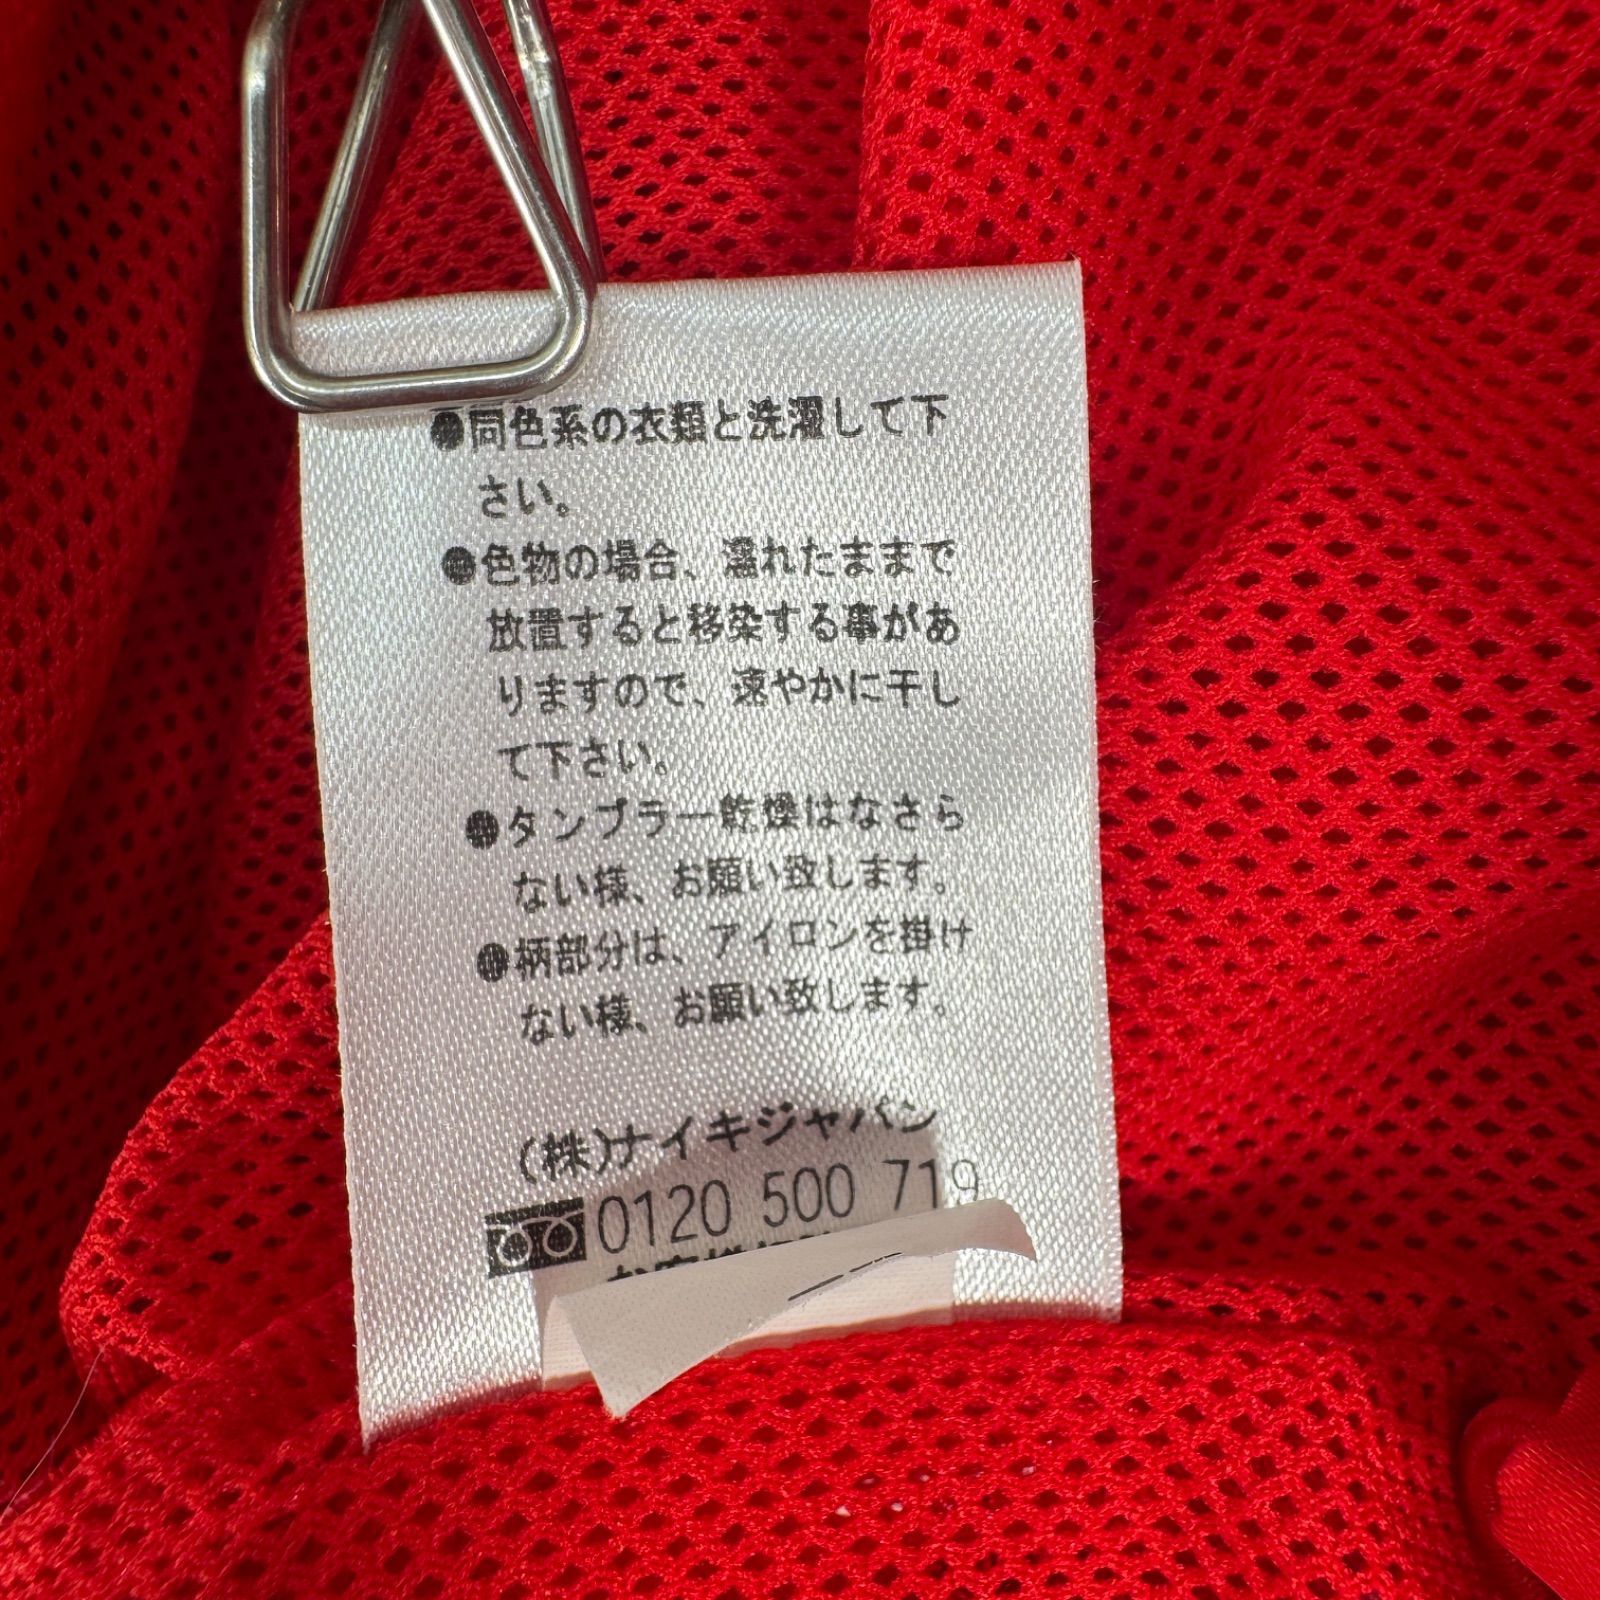 ●同色系の衣類と洗濯して下
さい。
●色物の場合、濡れたままで
放置すると移染する事があ
りますので、速やかに干し
て下さい。
●タンブラー乾燥はなさら
ない様、お願い致します。
●柄部分は、アイロンを掛け
ない様、お願い致します。
(株)ナイキジャパン
0120 500 719